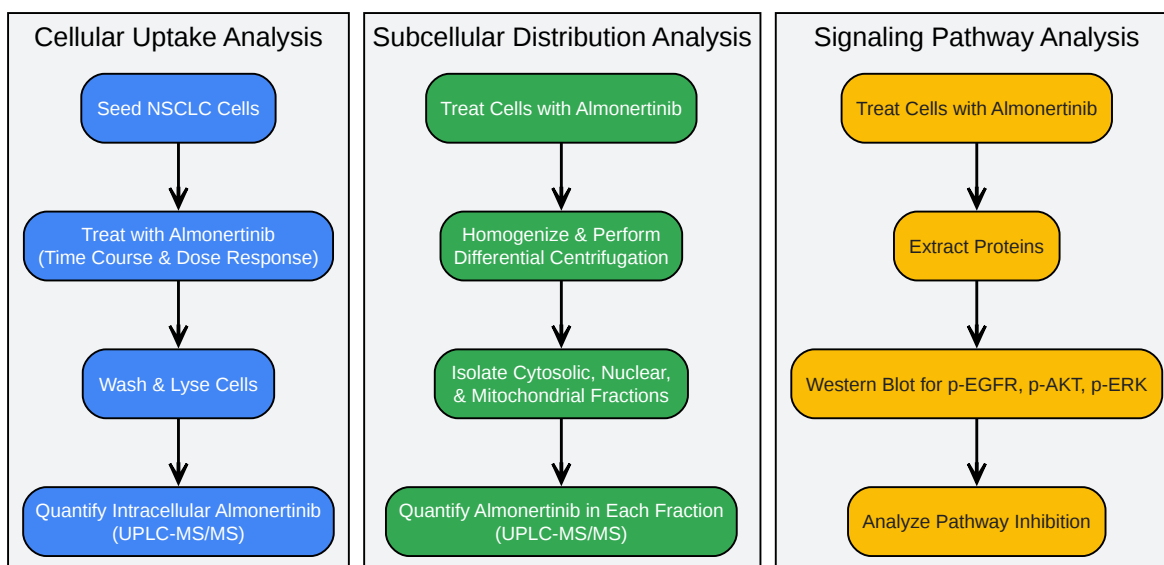 Cellular Uptake Analysis
Seed NSCLC Cells
Treat with Almonertinib
(Time Course & Dose Response)
Wash & Lyse Cells
Quantify Intracellular Almonertinib
(UPLC-MS/MS)
Subcellular Distribution Analysis
Treat Cells with Almonertinib
Homogenize & Perform
Differential Centrifugation
Isolate Cytosolic, Nuclear,
& Mitochondrial Fractions
Quantify Almonertinib in Each Fraction
(UPLC-MS/MS)
Signaling Pathway Analysis
Treat Cells with Almonertinib
Extract Proteins
Western Blot for p-EGFR, p-AKT, p-ERK
Analyze Pathway Inhibition